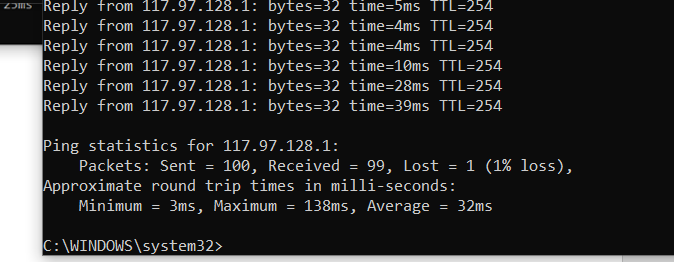 25ms
Reply from 117.97.128.1: bytes=32 time=5ms TTL=254
Reply from 117.97.128.1: bytes=32 time=4ms TTL=254
Reply from 117.97.128.1: bytes=32 time=4ms TTL=254
Reply from 117.97.128.1: bytes=32 time=10ms TTL=254
Reply from 117.97.128.1: bytes=32 time=28ms TTL=254
Reply from 117.97.128.1: bytes=32 time=39ms TTL=254
Ping statistics for 117.97.128.1:
Packets: Sent = 100, Received = 99, Lost = 1 (1% loss),
Approximate round trip times in milli-seconds:
Minimum = 3ms, Maximum = 138ms, Average = 32ms
C:\WINDOWS\system32>